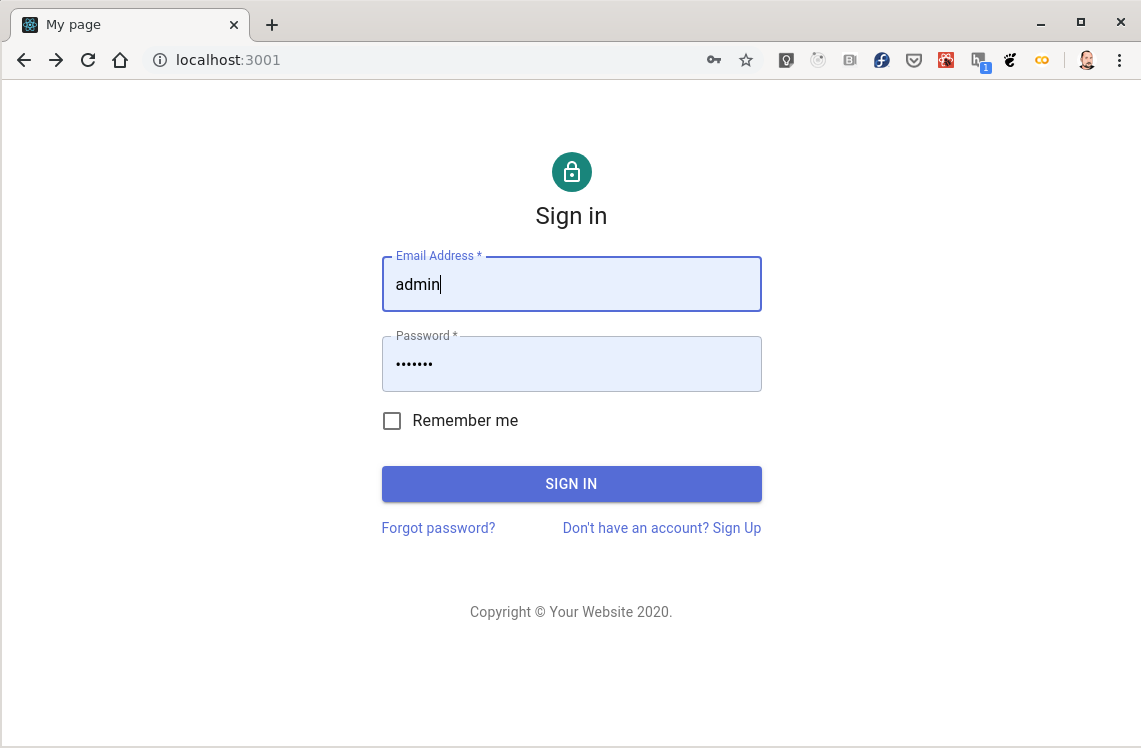 My page
localhost:3001
1
Sign in
Email Address *
admin
Password *
•••••••
Remember me
SIGN IN
Forgot password?
Don't have an account? Sign Up
Copyright © Your Website 2020.